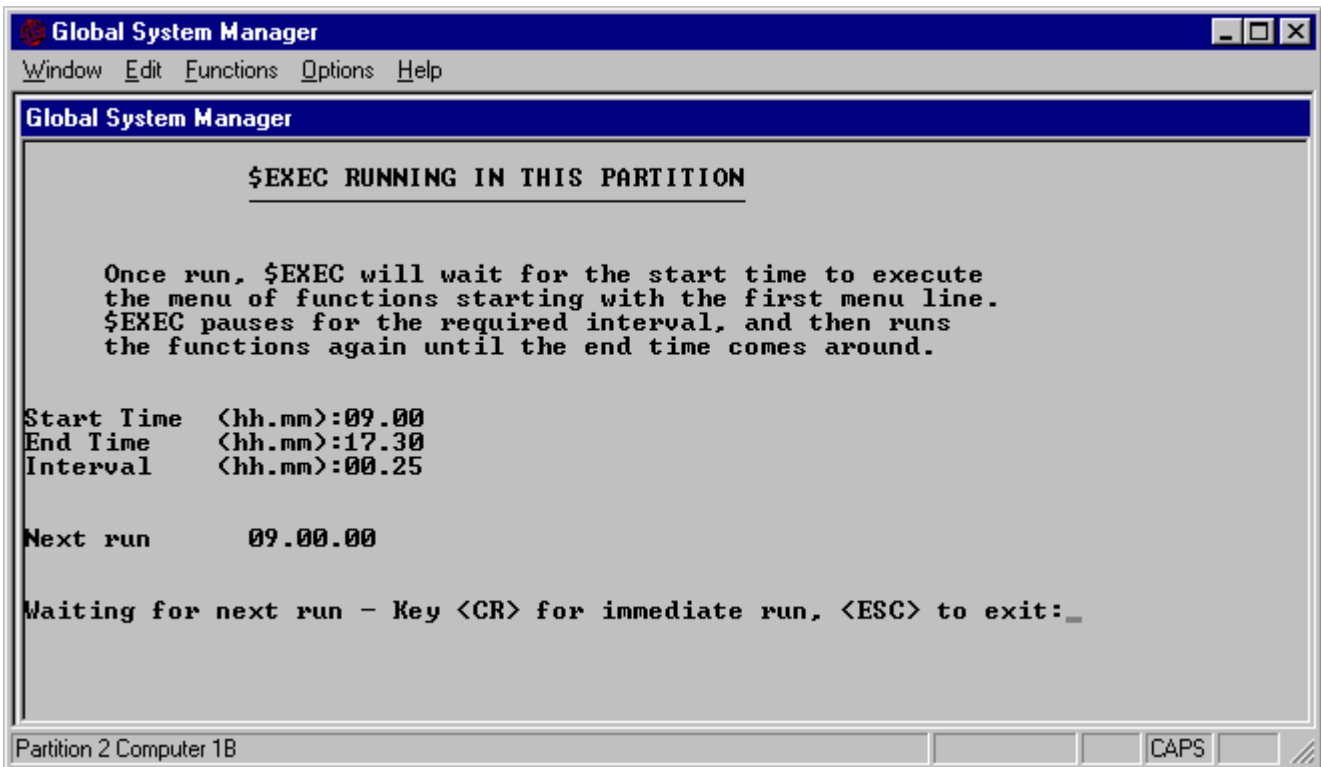 Global System Manager
Window Edit Functions Options Help
Global System Manager
$EXEC RUNNING IN THIS PARTITION
Once run, $EXEC will wait for the start time to execute
the menu of functions starting with the first menu line.
$EXEC pauses for the required interval, and then runs
the functions again until the end time comes around.
Start Time (hh.mm):09.00
End Time (hh.mm):17.30
Interval (hh.mm):00.25
Next run 09.00.00
Waiting for next run - Key <CR> for immediate run, <ESC> to exit:_
Partition 2 Computer 1B CAPS